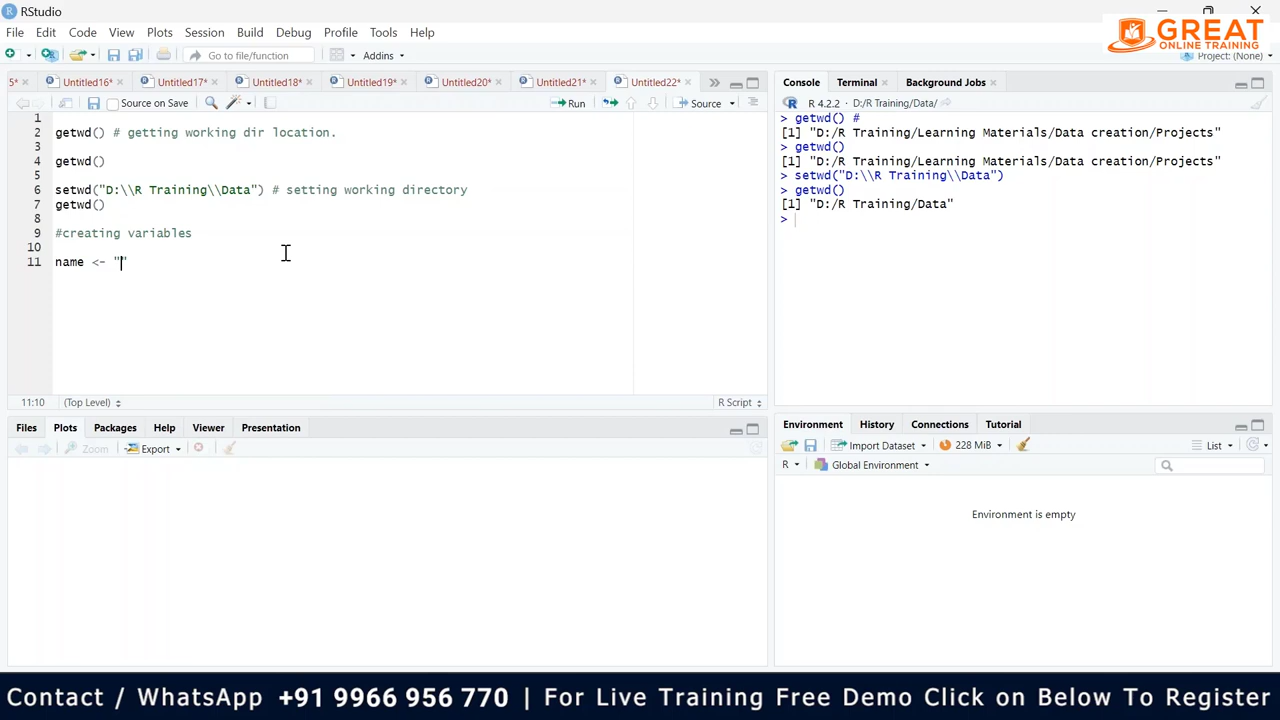 RStudio
File Edit Code View Plots Session Build Debug Profile Tools Help
GREAT
ONLINE TRAINING
Go to file/function Addins Project: (None)
5* Untitled16* Untitled17* Untitled18* Untitled19* Untitled20* Untitled21* Untitled22*
Source on Save Run Source
1
2 getwd() # getting working dir location.
3
4 getwd()
5
6 setwd("D:\\R Training\\Data") # setting working directory
7 getwd()
8
9 #creating variables
10
11 name <- ""
11:10 (Top Level) R Script
Console Terminal Background Jobs
R 4.2.2 · D:/R Training/Data/
> getwd() #
[1] "D:/R Training/Learning Materials/Data creation/Projects"
> getwd()
[1] "D:/R Training/Learning Materials/Data creation/Projects"
> setwd("D:\\R Training\\Data")
> getwd()
[1] "D:/R Training/Data"
>
Files Plots Packages Help Viewer Presentation
Zoom Export
Environment History Connections Tutorial
Import Dataset 228 MiB List
R Global Environment
Environment is empty
Contact / WhatsApp +91 9966 956 770 | For Live Training Free Demo Click on Below To Register